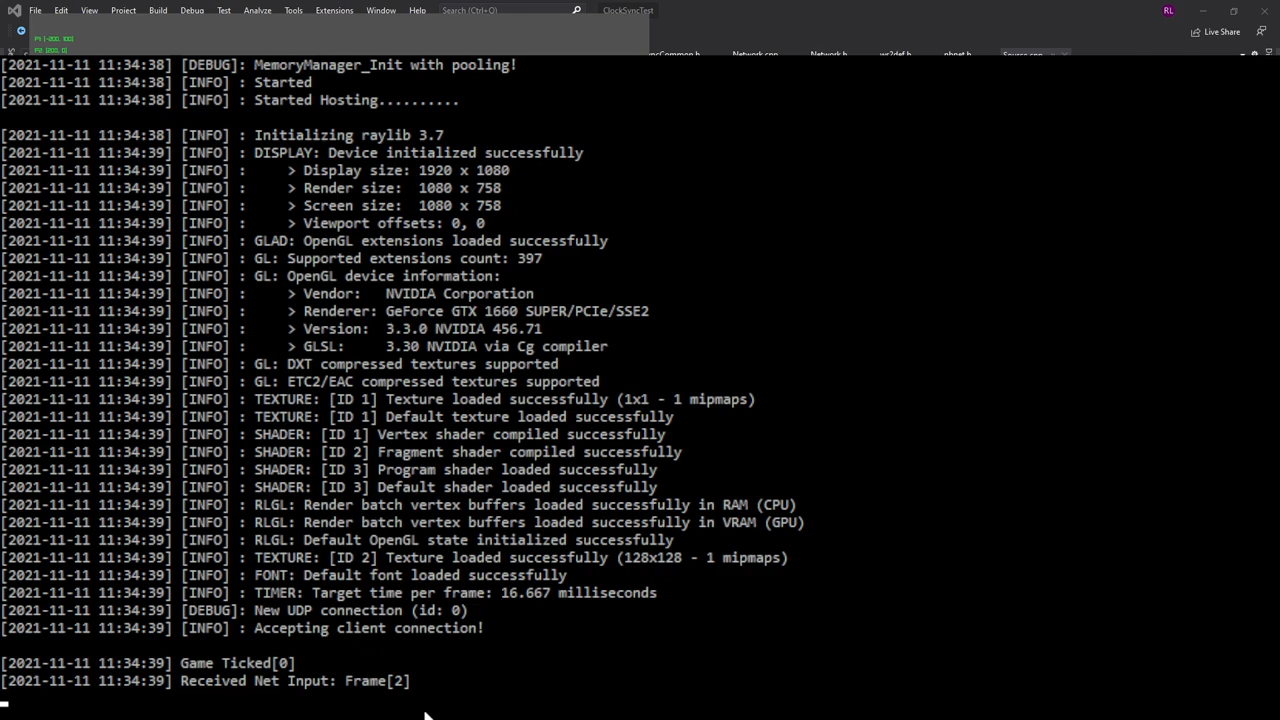 File Edit View Project Build Debug Test Analyze Tools Extensions Window Help Search (Ctrl+Q) ClockSyncTest RL
Live Share
P1 [-200, 100]
P2 [205, 0]
Network.cpp Network.h wr2def.h nbnet.h Source.cpp
[2021-11-11 11:34:38] [DEBUG]: MemoryManager_Init with pooling!
[2021-11-11 11:34:38] [INFO] : Started
[2021-11-11 11:34:38] [INFO] : Started Hosting..........
[2021-11-11 11:34:38] [INFO] : Initializing raylib 3.7
[2021-11-11 11:34:39] [INFO] : DISPLAY: Device initialized successfully
[2021-11-11 11:34:39] [INFO] :     > Display size: 1920 x 1080
[2021-11-11 11:34:39] [INFO] :     > Render size:  1080 x 758
[2021-11-11 11:34:39] [INFO] :     > Screen size:  1080 x 758
[2021-11-11 11:34:39] [INFO] :     > Viewport offsets: 0, 0
[2021-11-11 11:34:39] [INFO] : GLAD: OpenGL extensions loaded successfully
[2021-11-11 11:34:39] [INFO] : GL: Supported extensions count: 397
[2021-11-11 11:34:39] [INFO] : GL: OpenGL device information:
[2021-11-11 11:34:39] [INFO] :     > Vendor:   NVIDIA Corporation
[2021-11-11 11:34:39] [INFO] :     > Renderer: GeForce GTX 1660 SUPER/PCIe/SSE2
[2021-11-11 11:34:39] [INFO] :     > Version:  3.3.0 NVIDIA 456.71
[2021-11-11 11:34:39] [INFO] :     > GLSL:     3.30 NVIDIA via Cg compiler
[2021-11-11 11:34:39] [INFO] : GL: DXT compressed textures supported
[2021-11-11 11:34:39] [INFO] : GL: ETC2/EAC compressed textures supported
[2021-11-11 11:34:39] [INFO] : TEXTURE: [ID 1] Texture loaded successfully (1x1 - 1 mipmaps)
[2021-11-11 11:34:39] [INFO] : TEXTURE: [ID 1] Default texture loaded successfully
[2021-11-11 11:34:39] [INFO] : SHADER: [ID 1] Vertex shader compiled successfully
[2021-11-11 11:34:39] [INFO] : SHADER: [ID 2] Fragment shader compiled successfully
[2021-11-11 11:34:39] [INFO] : SHADER: [ID 3] Program shader loaded successfully
[2021-11-11 11:34:39] [INFO] : SHADER: [ID 3] Default shader loaded successfully
[2021-11-11 11:34:39] [INFO] : RLGL: Render batch vertex buffers loaded successfully in RAM (CPU)
[2021-11-11 11:34:39] [INFO] : RLGL: Render batch vertex buffers loaded successfully in VRAM (GPU)
[2021-11-11 11:34:39] [INFO] : RLGL: Default OpenGL state initialized successfully
[2021-11-11 11:34:39] [INFO] : TEXTURE: [ID 2] Texture loaded successfully (128x128 - 1 mipmaps)
[2021-11-11 11:34:39] [INFO] : FONT: Default font loaded successfully
[2021-11-11 11:34:39] [INFO] : TIMER: Target time per frame: 16.667 milliseconds
[2021-11-11 11:34:39] [DEBUG]: New UDP connection (id: 0)
[2021-11-11 11:34:39] [INFO] : Accepting client connection!
[2021-11-11 11:34:39] Game Ticked[0]
[2021-11-11 11:34:39] Received Net Input: Frame[2]